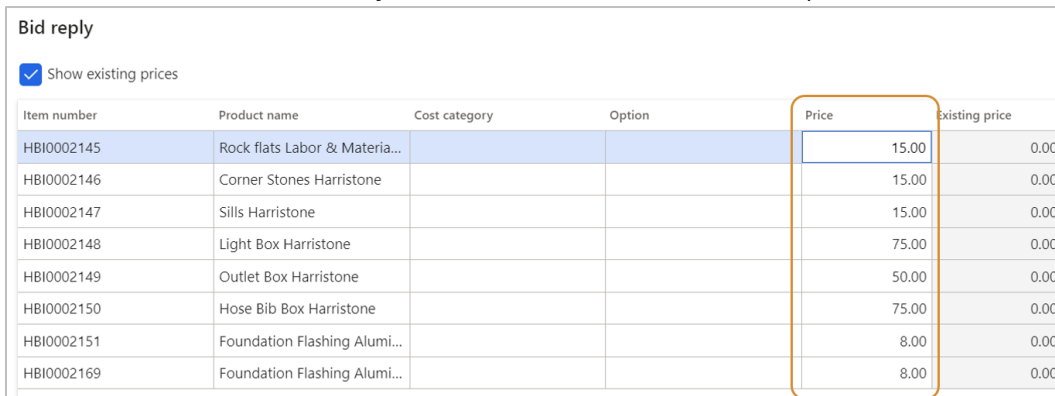 Bid reply
Show existing prices
Item number Product name Cost category Option Price Existing price
HBI0002145 Rock flats Labor & Materia... 15.00 0.00
HBI0002146 Corner Stones Harristone 15.00 0.00
HBI0002147 Sills Harristone 15.00 0.00
HBI0002148 Light Box Harristone 75.00 0.00
HBI0002149 Outlet Box Harristone 50.00 0.00
HBI0002150 Hose Bib Box Harristone 75.00 0.00
HBI0002151 Foundation Flashing Alumi... 8.00 0.00
HBI0002169 Foundation Flashing Alumi... 8.00 0.00